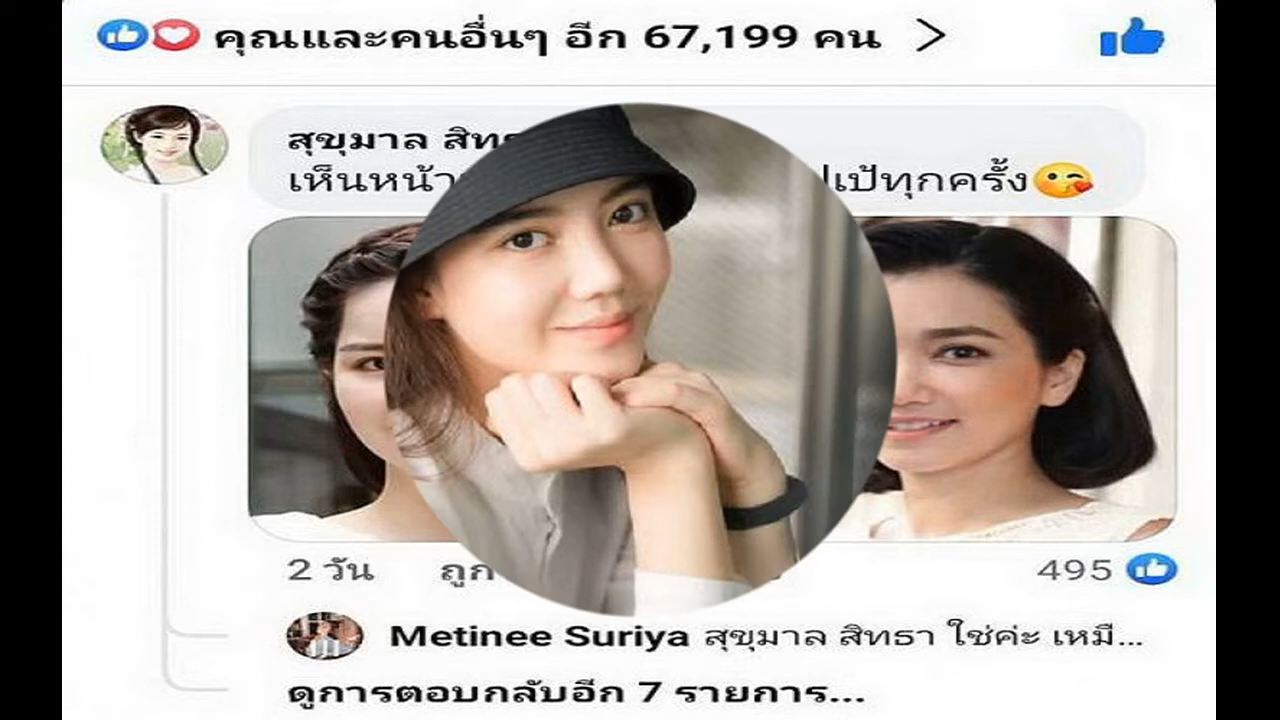 คุณและคนอื่นๆ อีก 67,199 คน
สุขุมาล
เห็นหน้า เป้ทุกครั้ง
2 วัน
495
Metinee Suriya สุขุมาล สิทธา ใช่ค่ะ เหมื...
ดูการตอบกลับอีก 7 รายการ...